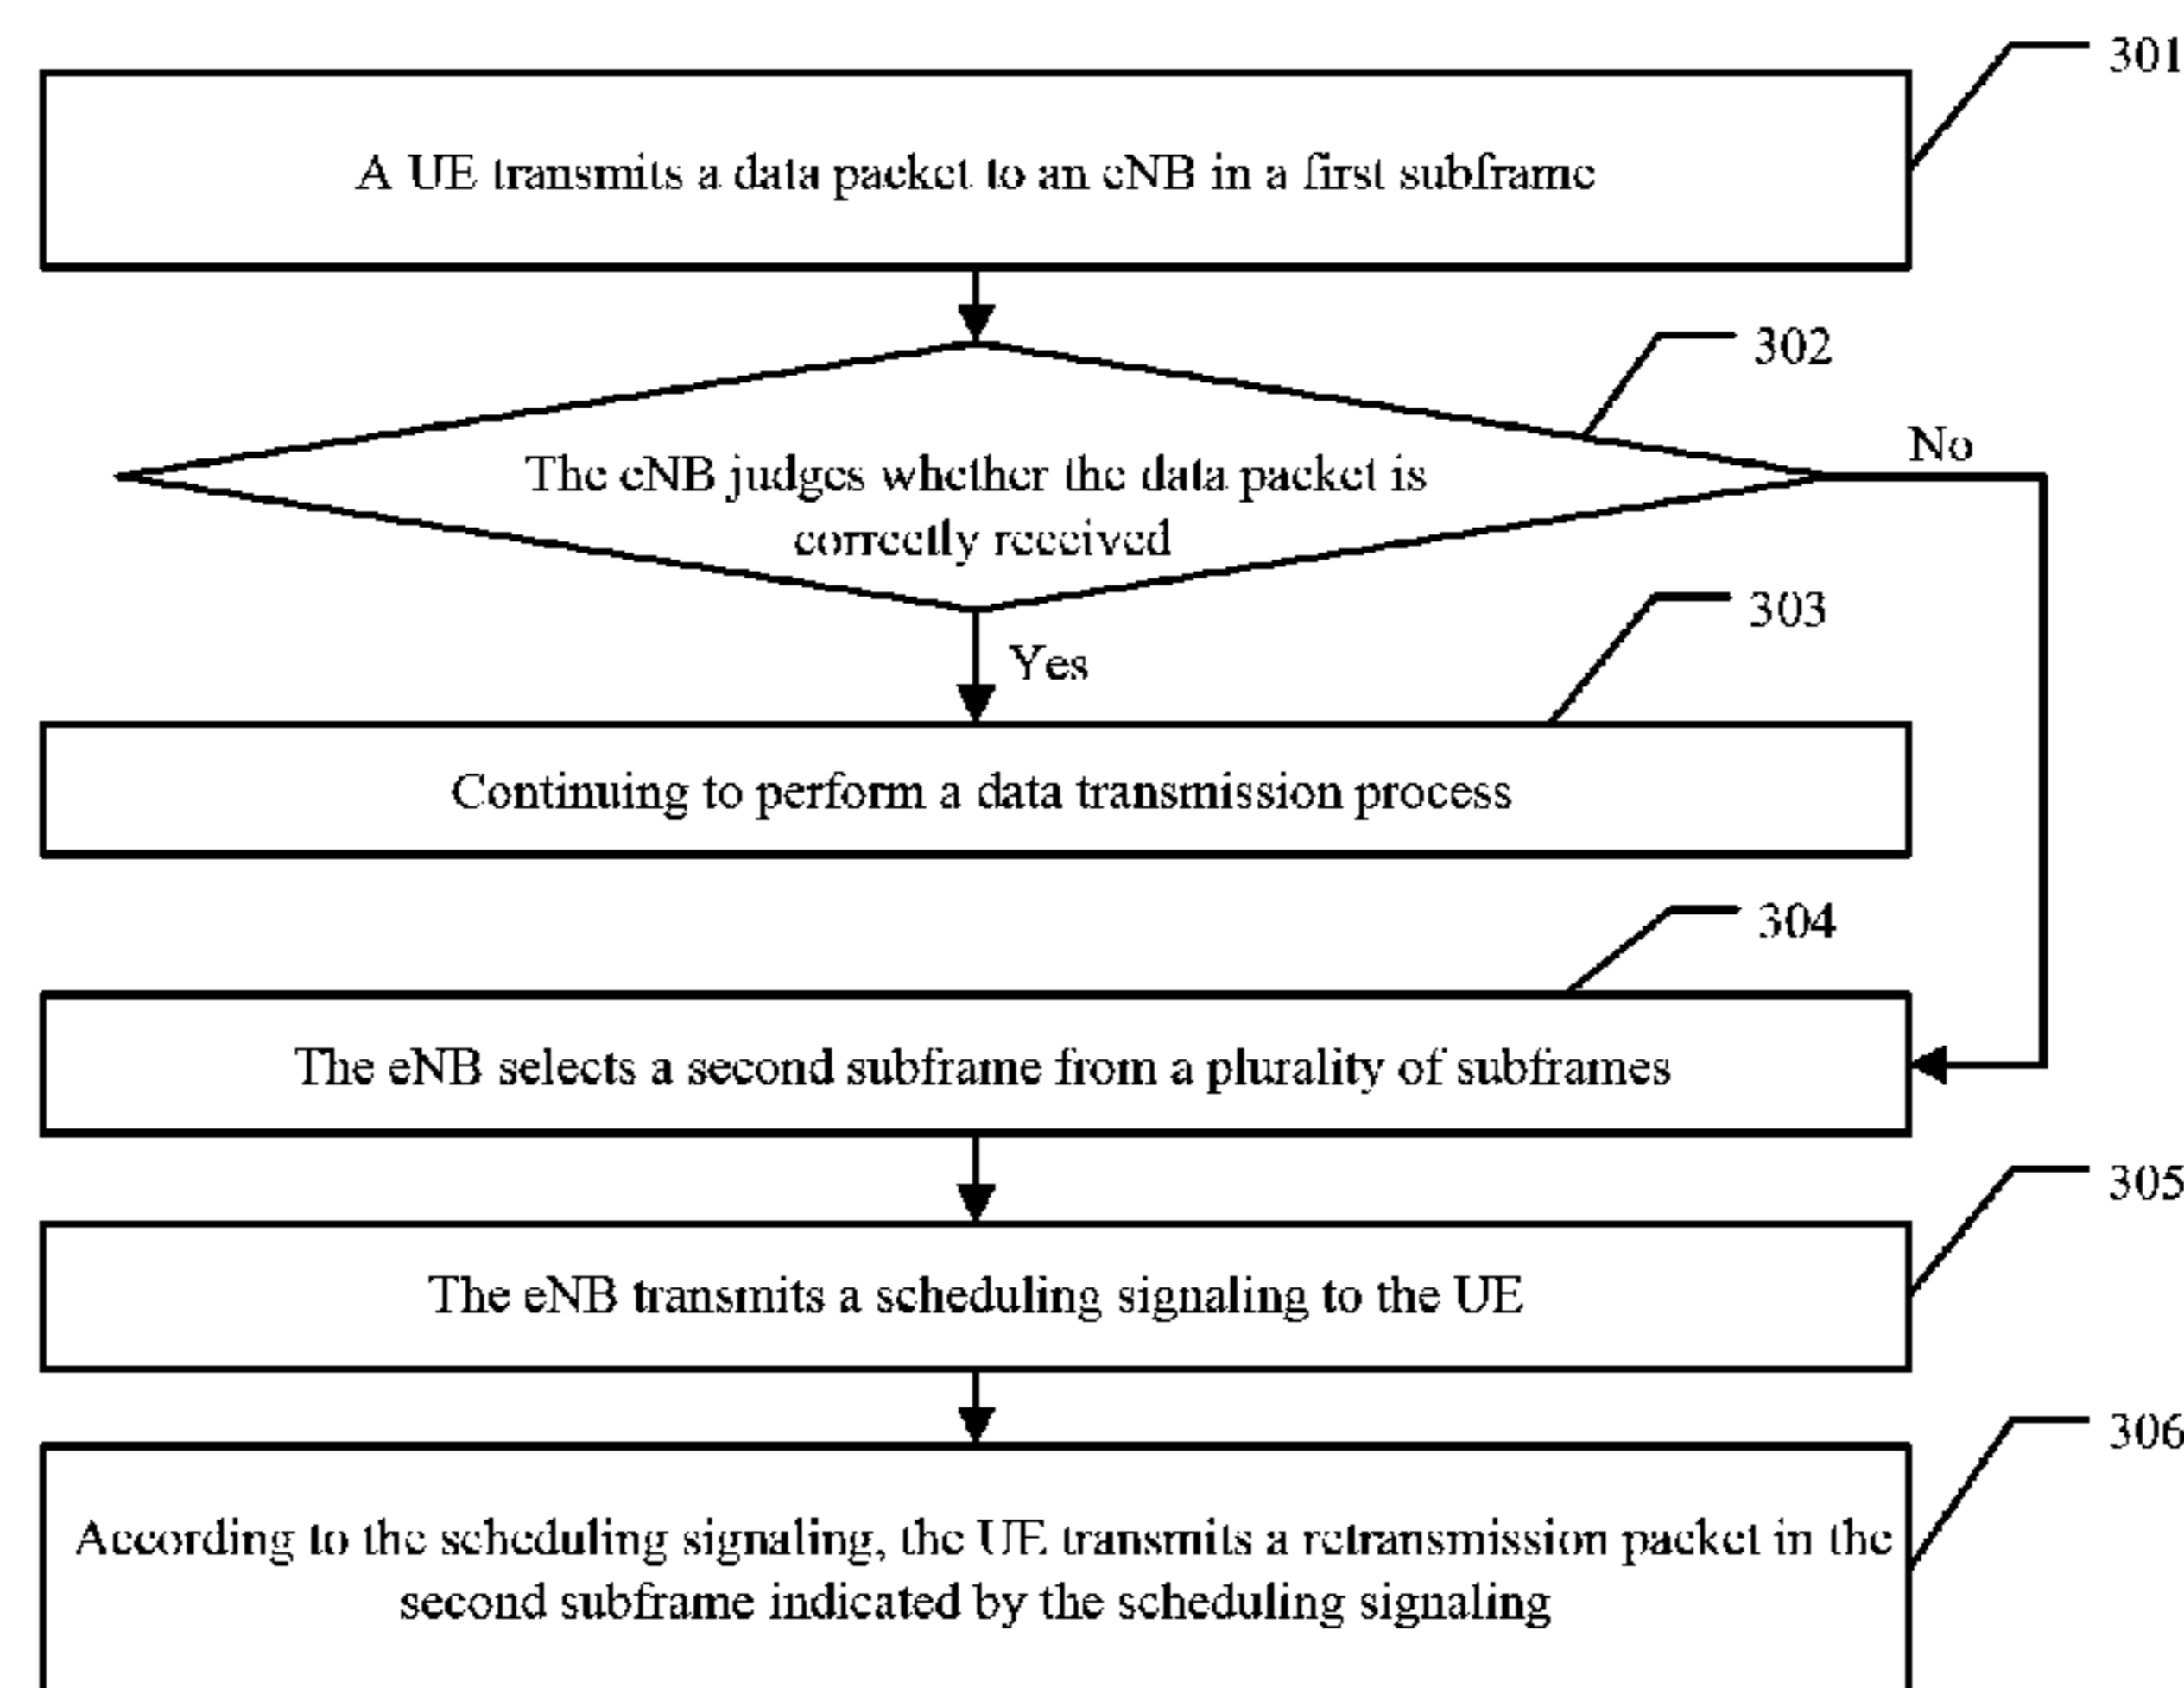 301
A UE transmits a data packet to an eNB in a first subframe
302
No
The eNB judges whether the data packet is
correctly received
303
Yes
Continuing to perform a data transmission process
304
The eNB selects a second subframe from a plurality of subframes
305
The eNB transmits a scheduling signaling to the UE
306
According to the scheduling signaling, the UE transmits a retransmission packet in the
second subframe indicated by the scheduling signaling